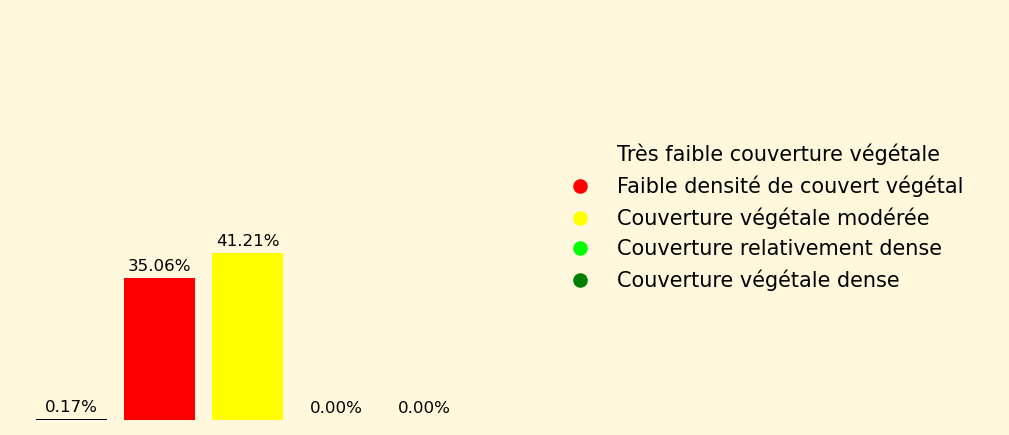 Très faible couverture végétale
Faible densité de couvert végétal
Couverture végétale modérée
Couverture relativement dense
Couverture végétale dense
41.21%
35.06%
0.17%
0.00%
0.00%